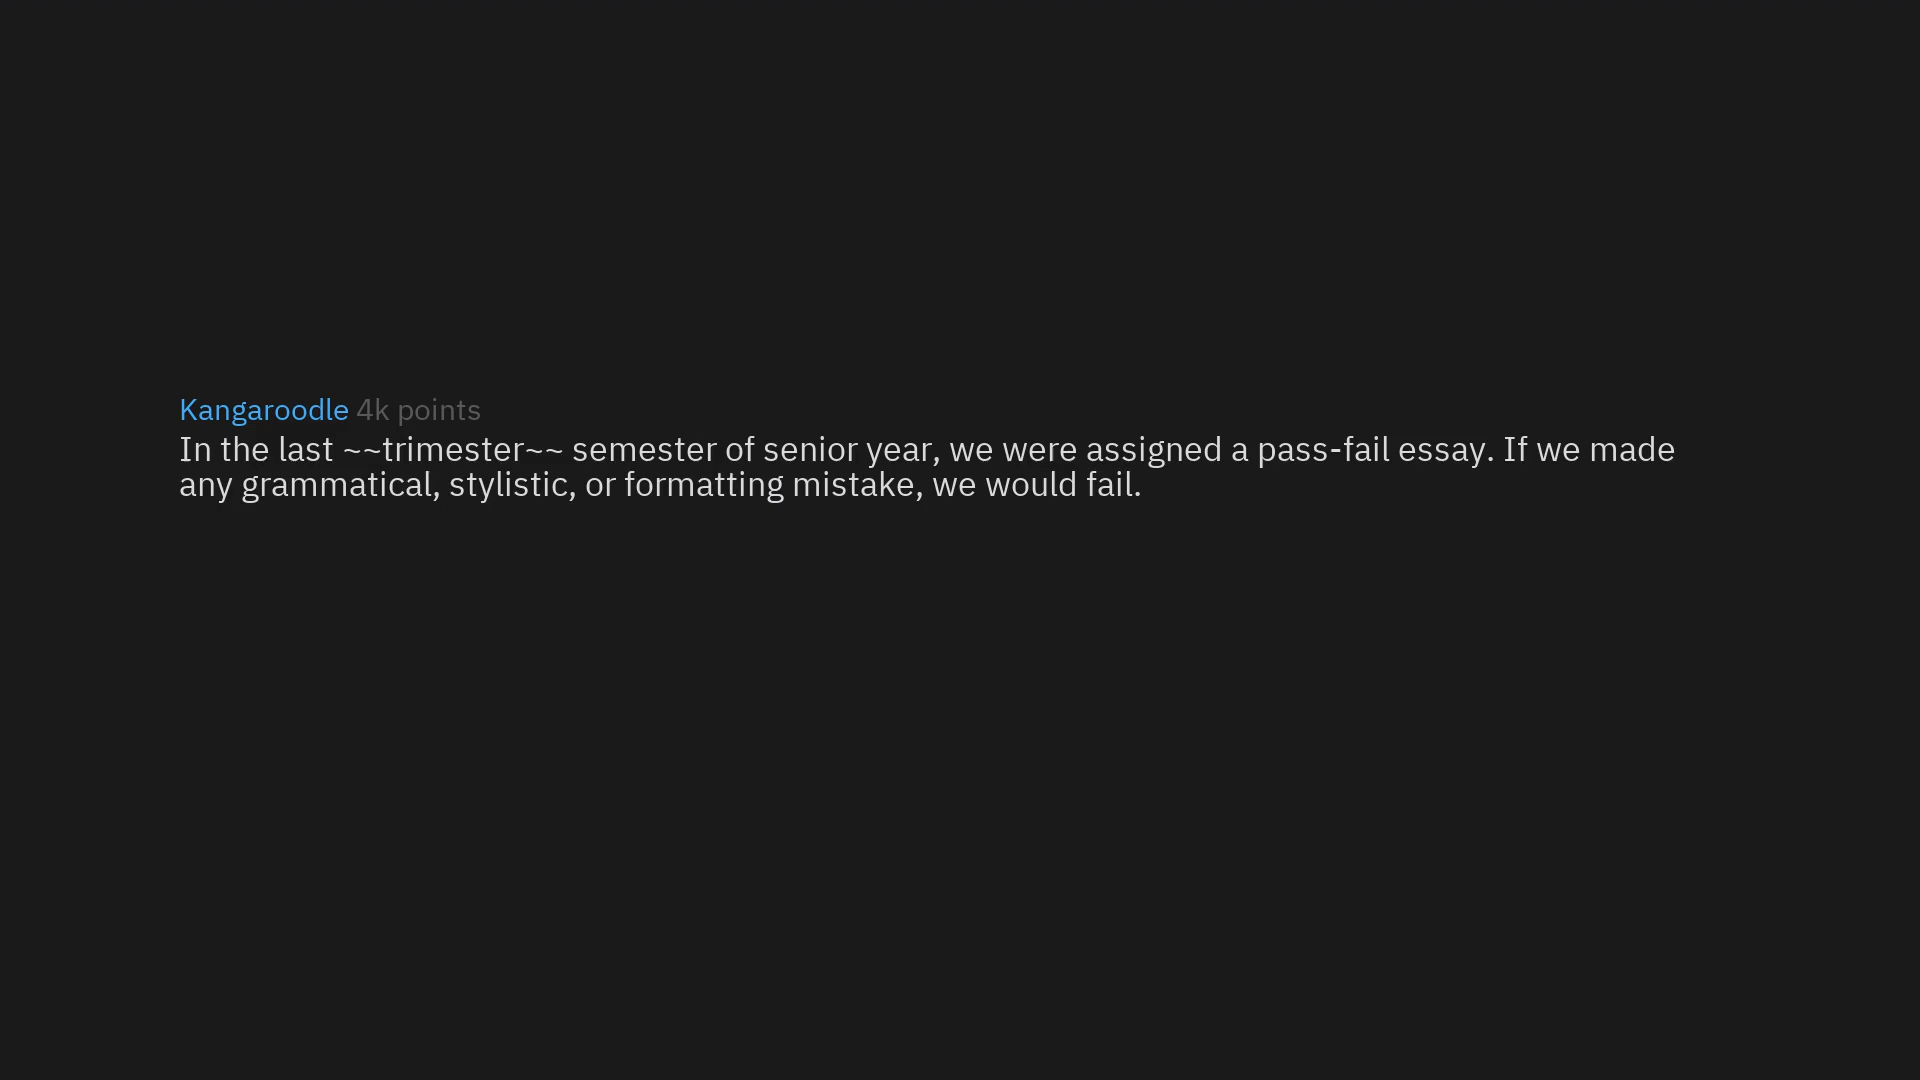 Kangaroodle 4k points
In the last ~~trimester~~ semester of senior year, we were assigned a pass-fail essay. If we made
any grammatical, stylistic, or formatting mistake, we would fail.